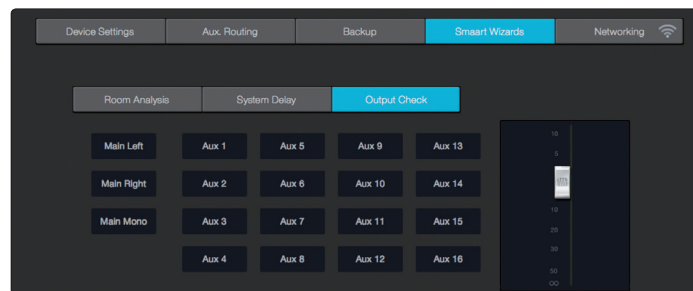 Device Settings Aux. Routing Backup Smaart Wizards Networking
Room Analysis System Delay Output Check
Main Left Aux 1 Aux 5 Aux 9 Aux 13
Main Right Aux 2 Aux 6 Aux 10 Aux 14
Main Mono Aux 3 Aux 7 Aux 11 Aux 15
Aux 4 Aux 8 Aux 12 Aux 16
10
5
10
20
30
50
∞